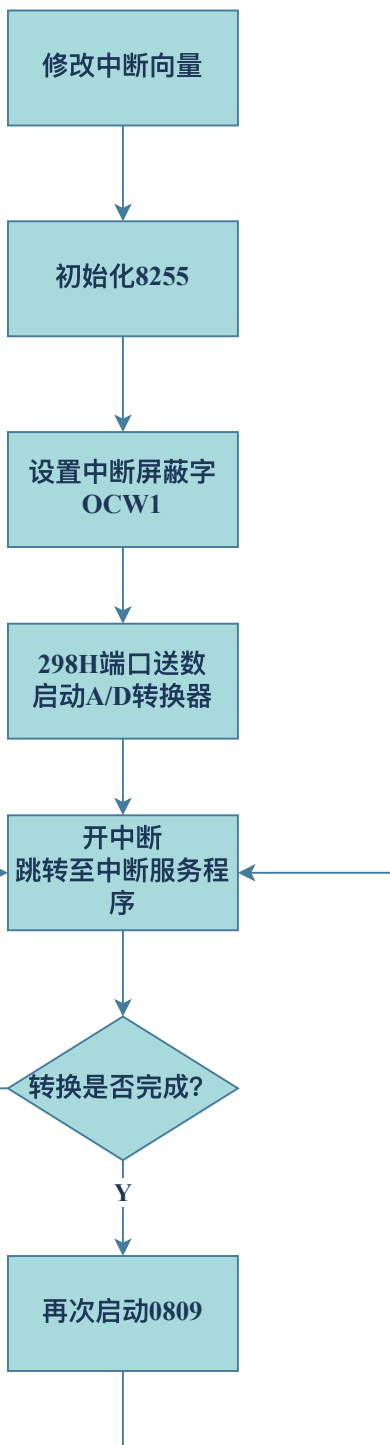 修改中断向量
初始化8255
设置中断屏蔽字
OCW1
298H端口送数
启动A/D转换器
开中断
跳转至中断服务程
序
转换是否完成?
Y
再次启动0809